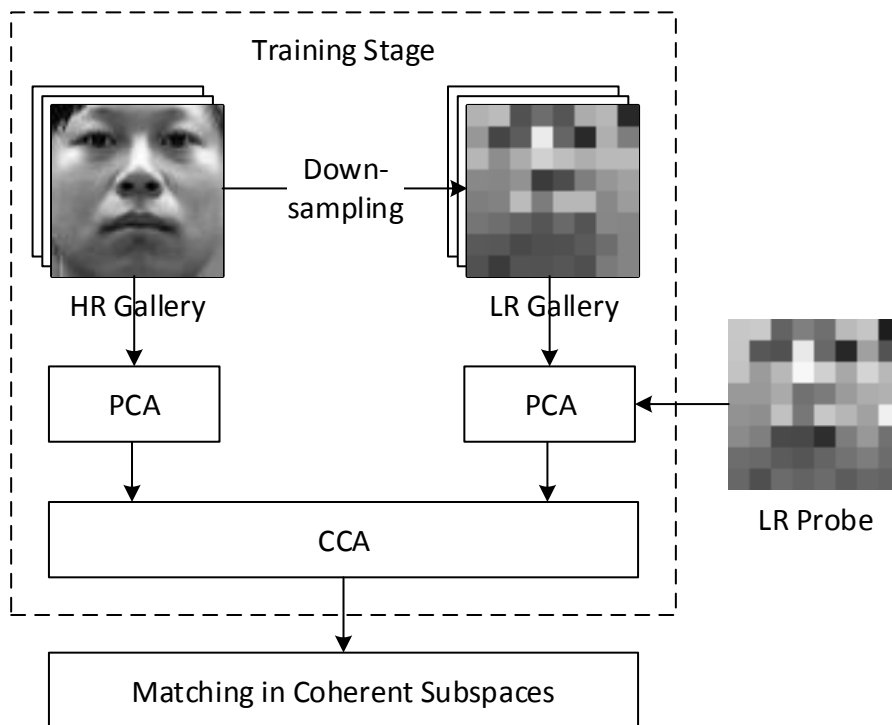 Training Stage
Down-
sampling
HR Gallery
LR Gallery
PCA
PCA
LR Probe
CCA
Matching in Coherent Subspaces